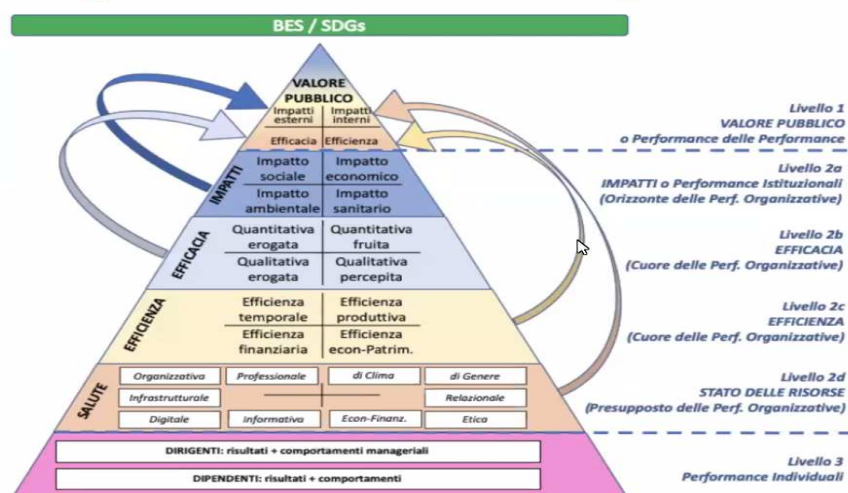 BES / SDGs
VALORE
PUBBLICO
Impatti esterni
Impatti interni
Efficacia
Efficienza
Livello 1
VALORE PUBBLICO
o Performance delle Performance
IMPATTI
Impatto sociale
Impatto economico
Impatto ambientale
Impatto sanitario
Livello 2a
IMPATTI o Performance Istituzionali
(Orizzonte delle Perf. Organizzative)
EFFICACIA
Quantitativa erogata
Quantitativa fruita
Qualitativa erogata
Qualitativa percepita
Livello 2b
EFFICACIA
(Cuore delle Perf. Organizzative)
EFFICIENZA
Efficienza temporale
Efficienza produttiva
Efficienza finanziaria
Efficienza econ-Patrim.
Livello 2c
EFFICIENZA
(Cuore delle Perf. Organizzative)
SALUTE
Organizzativa
Professionale
di Clima
di Genere
Infrastrutturale
Relazionale
Digitale
Informativa
Econ-Finanz.
Etica
Livello 2d
STATO DELLE RISORSE
(Presupposto delle Perf. Organizzative)
DIRIGENTI: risultati + comportamenti manageriali
DIPENDENTI: risultati + comportamenti
Livello 3
Performance Individuali